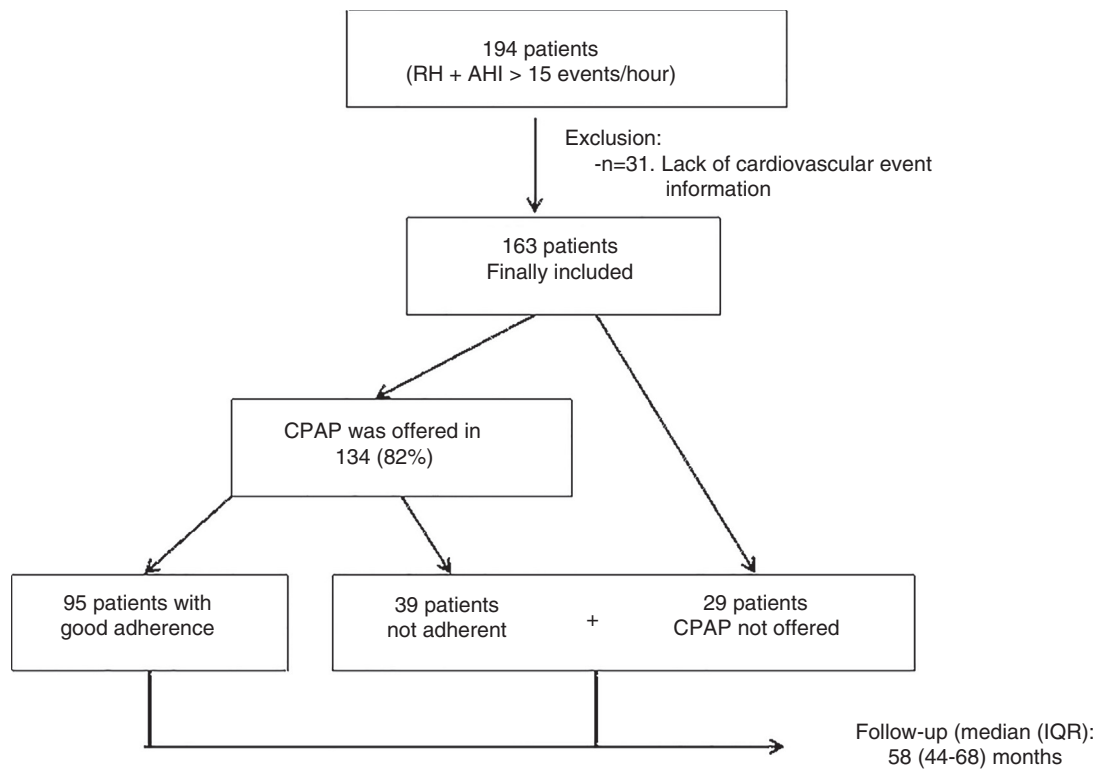 194 patients
(RH + AHI > 15 events/hour)
Exclusion:
-n=31. Lack of cardiovascular event
information
163 patients
Finally included
CPAP was offered in
134 (82%)
95 patients with
good adherence
39 patients
not adherent
+
29 patients
CPAP not offered
Follow-up (median (IQR):
58 (44-68) months